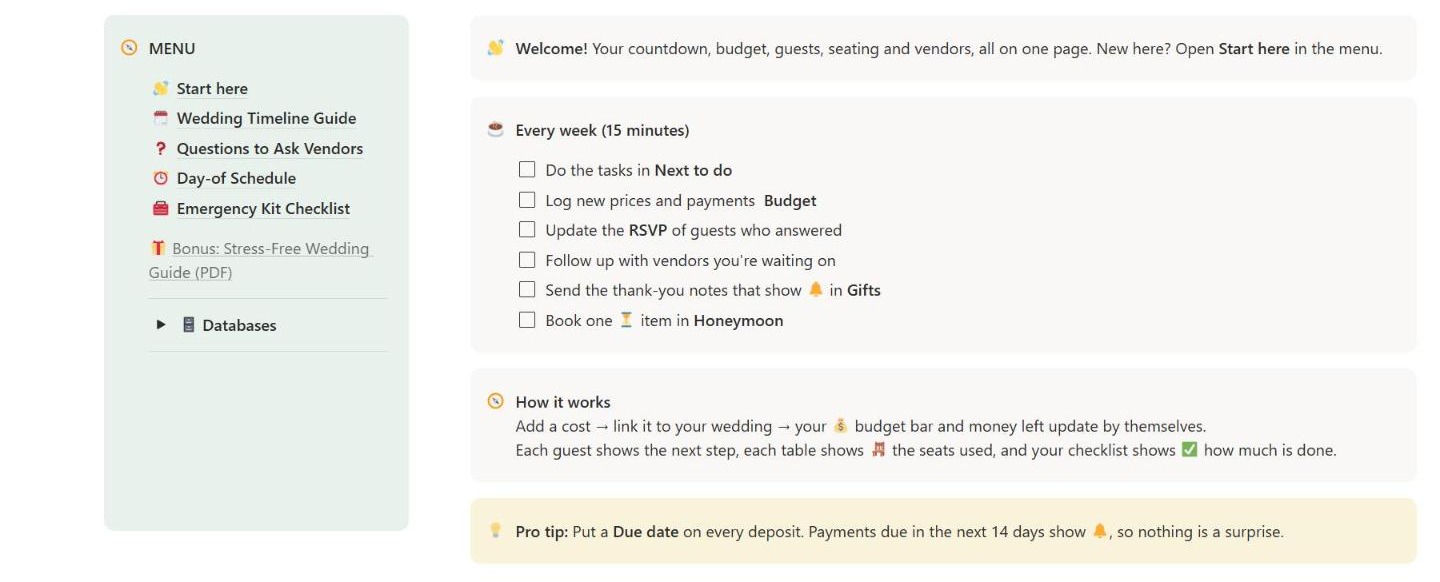 MENU
Start here
Wedding Timeline Guide
Questions to Ask Vendors
Day-of Schedule
Emergency Kit Checklist
Bonus: Stress-Free Wedding
Guide (PDF)
Databases
Welcome! Your countdown, budget, guests, seating and vendors, all on one page. New here? Open Start here in the menu.
Every week (15 minutes)
Do the tasks in Next to do
Log new prices and payments Budget
Update the RSVP of guests who answered
Follow up with vendors you're waiting on
Send the thank-you notes that show 🔔 in Gifts
Book one ⏳ item in Honeymoon
How it works
Add a cost → link it to your wedding → your 💰 budget bar and money left update by themselves.
Each guest shows the next step, each table shows 🪑 the seats used, and your checklist shows ✅ how much is done.
Pro tip: Put a Due date on every deposit. Payments due in the next 14 days show 🔔, so nothing is a surprise.